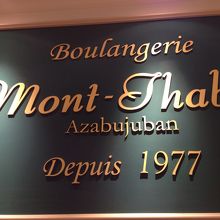 Boulangerie
Mont-Thab
Azabujuban
Depuis 1977